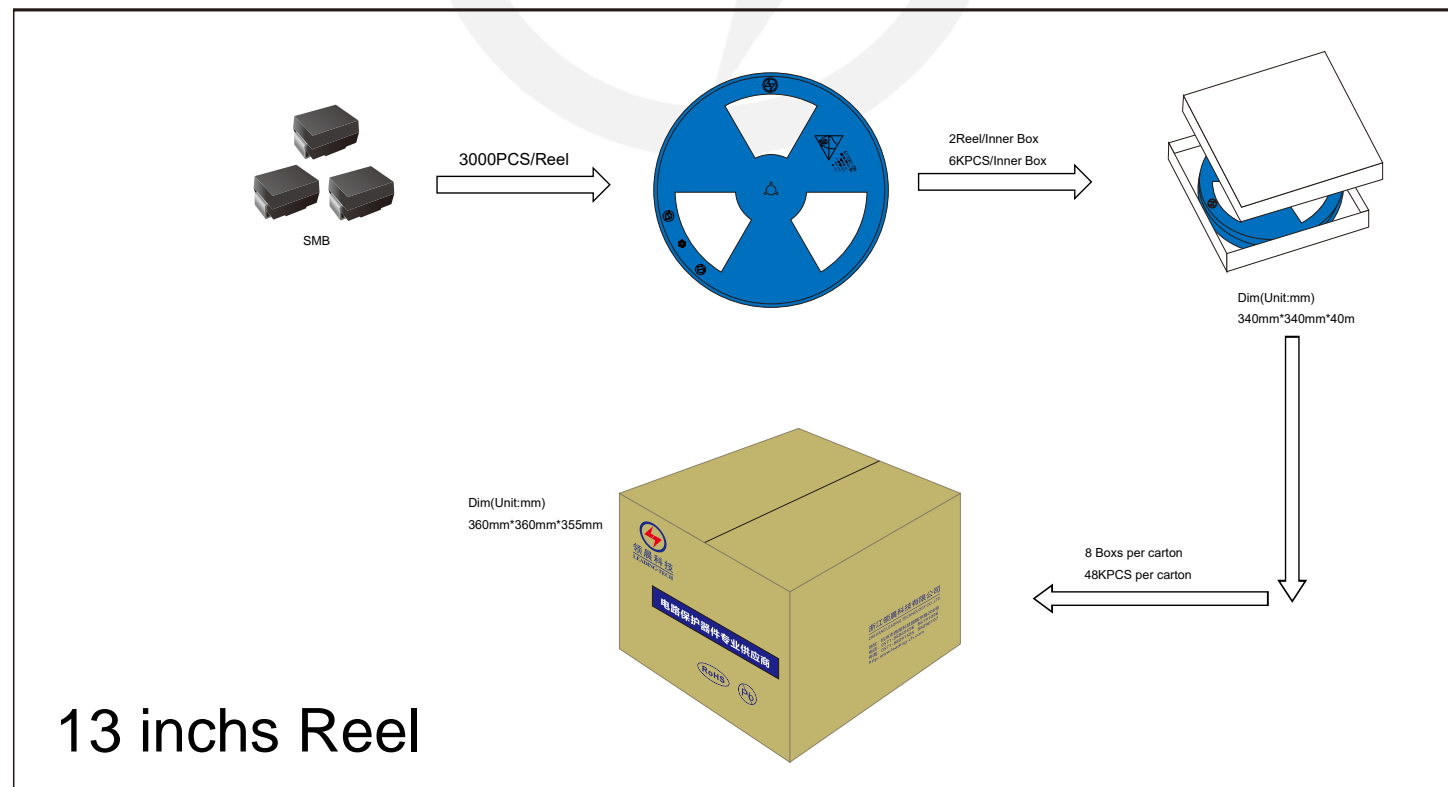 3000PCS/Reel
2Reel/Inner Box
6KPCS/Inner Box
SMB
Dim(Unit:mm)
340mm*340mm*40m
Dim(Unit:mm)
360mm*360mm*355mm
领晨科技
LEADING TECH
电路保护器件专业供应商
RoHS
Pb
浙江领晨科技有限公司
8 Boxs per carton
48KPCS per carton
13 inchs Reel